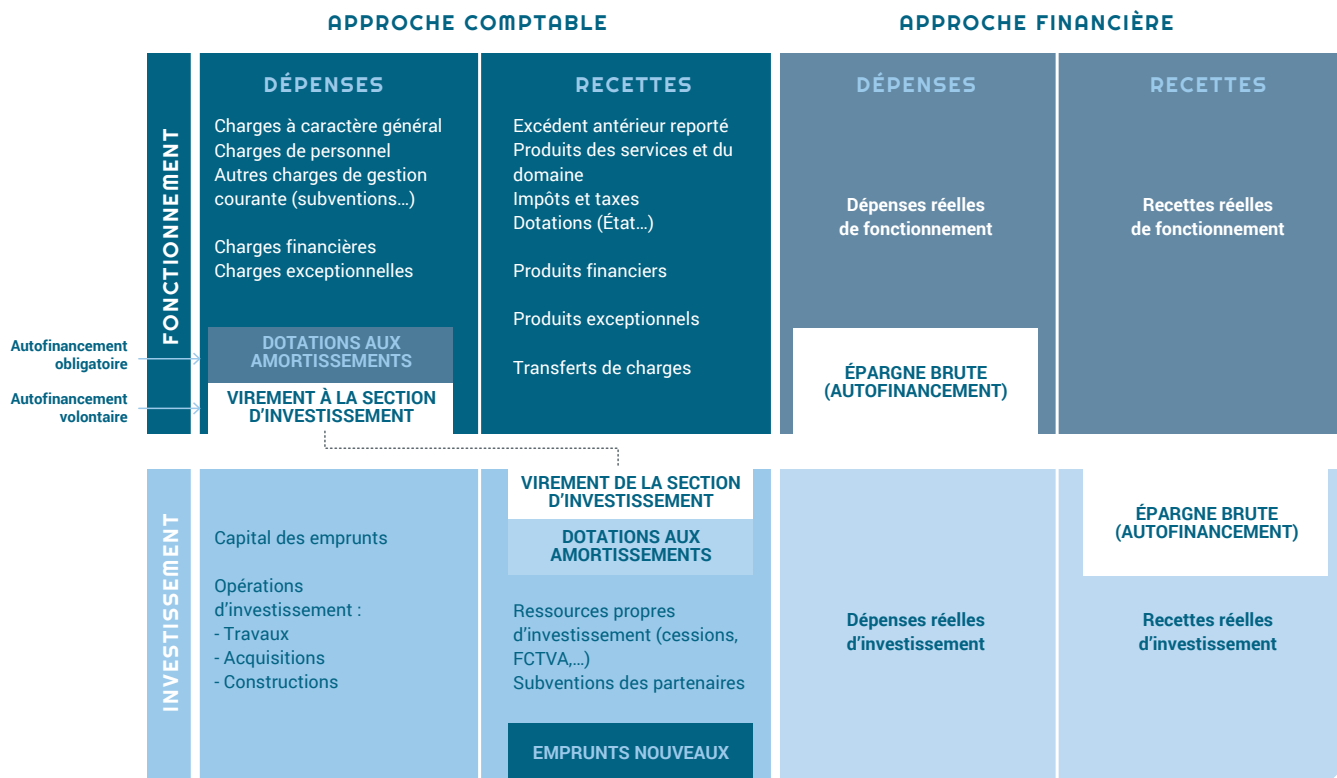 APPROCHE COMPTABLE
APPROCHE FINANCIÈRE
FONCTIONNEMENT
DÉPENSES
Charges à caractère général
Charges de personnel
Autres charges de gestion
courante (subventions…)
Charges financières
Charges exceptionnelles
Autofinancement
obligatoire
DOTATIONS AUX
AMORTISSEMENTS
Autofinancement
volontaire
VIREMENT À LA SECTION
D'INVESTISSEMENT
RECETTES
Excédent antérieur reporté
Produits des services et du
domaine
Impôts et taxes
Dotations (État…)
Produits financiers
Produits exceptionnels
Transferts de charges
DÉPENSES
Dépenses réelles
de fonctionnement
ÉPARGNE BRUTE
(AUTOFINANCEMENT)
RECETTES
Recettes réelles
de fonctionnement
INVESTISSEMENT
Capital des emprunts
Opérations
d'investissement :
- Travaux
- Acquisitions
- Constructions
VIREMENT DE LA SECTION
D'INVESTISSEMENT
DOTATIONS AUX
AMORTISSEMENTS
Ressources propres
d'investissement (cessions,
FCTVA,…)
Subventions des partenaires
EMPRUNTS NOUVEAUX
Dépenses réelles
d'investissement
ÉPARGNE BRUTE
(AUTOFINANCEMENT)
Recettes réelles
d'investissement